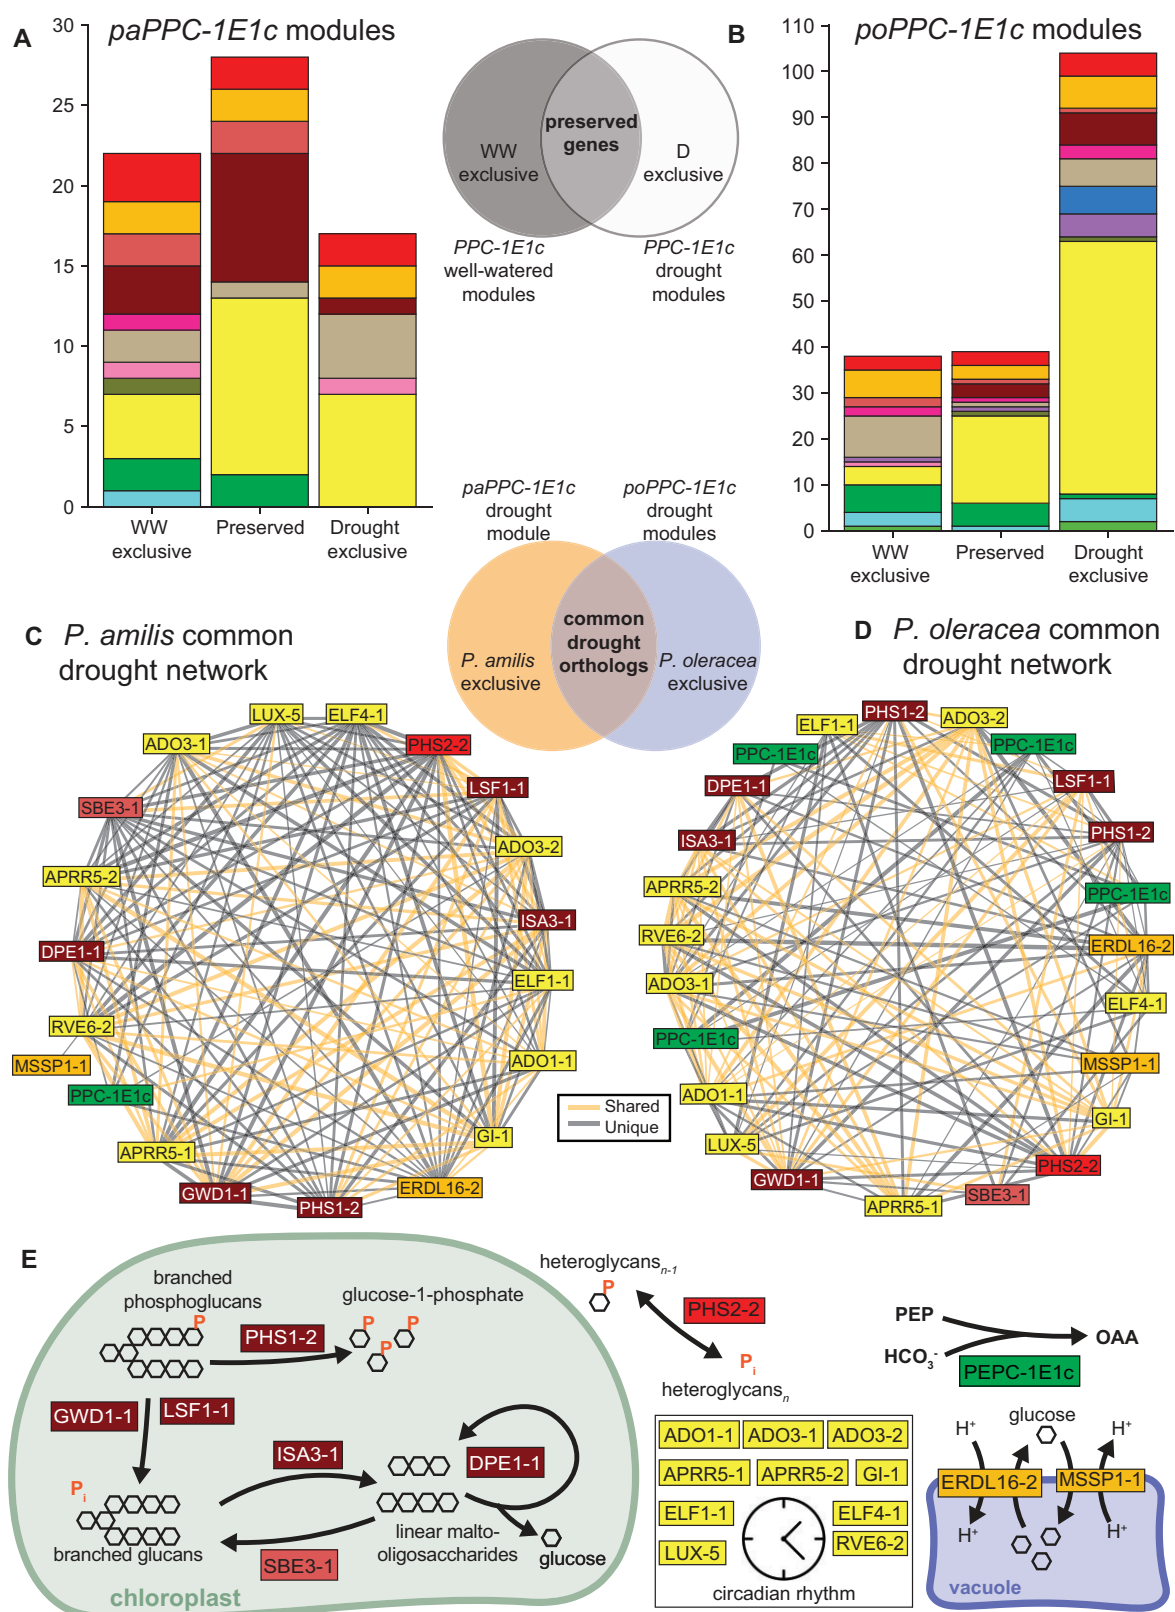 A
paPPC-1E1c modules
30
25
20
15
10
5
0
WW
exclusive
Preserved
Drought
exclusive
WW
exclusive
preserved
genes
D
exclusive
PPC-1E1c
well-watered
modules
PPC-1E1c
drought
modules
B
poPPC-1E1c modules
110
100
90
80
70
60
50
40
30
20
10
0
WW
exclusive
Preserved
Drought
exclusive
paPPC-1E1c
drought
module
poPPC-1E1c
drought
modules
P. amilis
exclusive
common
drought
orthologs
P. oleracea
exclusive
C P. amilis common
drought network
LUX-5
ELF4-1
ADO3-1
PHS2-2
SBE3-1
LSF1-1
APRR5-2
ADO3-2
DPE1-1
ISA3-1
RVE6-2
ELF1-1
MSSP1-1
ADO1-1
PPC-1E1c
APRR5-1
GI-1
GWD1-1
PHS1-2
ERDL16-2
Shared
Unique
D P. oleracea common
drought network
PHS1-2
ELF1-1
ADO3-2
PPC-1E1c
PPC-1E1c
DPE1-1
LSF1-1
ISA3-1
PHS1-2
APRR5-2
PPC-1E1c
RVE6-2
ERDL16-2
ADO3-1
ELF4-1
PPC-1E1c
MSSP1-1
ADO1-1
GI-1
LUX-5
PHS2-2
GWD1-1
SBE3-1
APRR5-1
E
branched
phosphoglucans
P
PHS1-2
glucose-1-phosphate
P
P
P
GWD1-1
LSF1-1
ISA3-1
DPE1-1
Pi
branched glucans
SBE3-1
linear malto-
oligosaccharides
glucose
chloroplast
heteroglycansn-1
P
PHS2-2
Pi
heteroglycansn
PEP
HCO3-
OAA
PEPC-1E1c
ADO1-1
ADO3-1
ADO3-2
APRR5-1
APRR5-2
GI-1
ELF1-1
ELF4-1
LUX-5
RVE6-2
circadian rhythm
H+
glucose
H+
ERDL16-2
MSSP1-1
H+
H+
vacuole